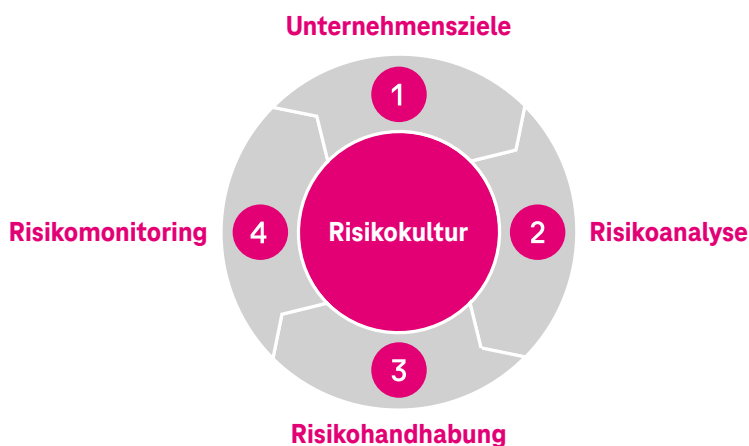 Unternehmensziele
1
Risikomonitoring
4
Risikokultur
2
Risikoanalyse
3
Risikohandhabung